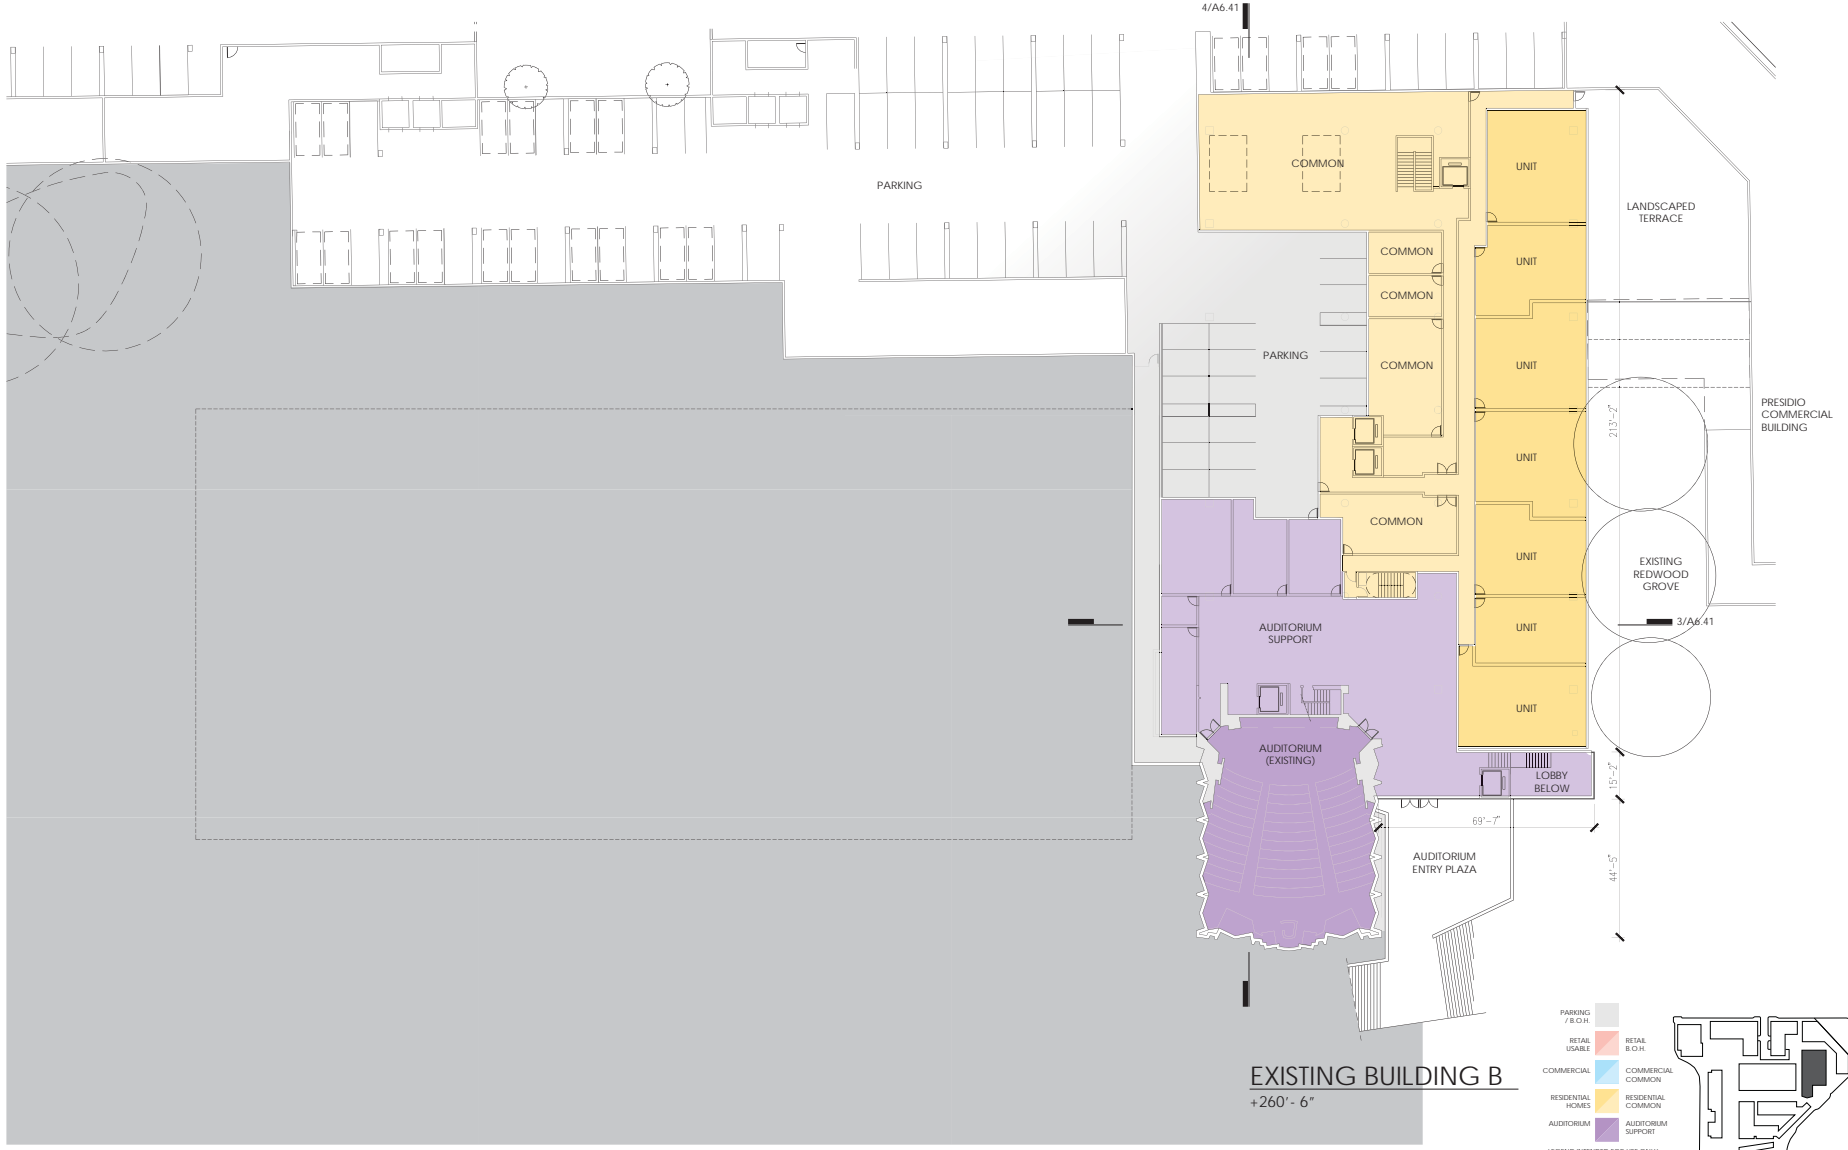 4/A6.41
PARKING
COMMON
UNIT
LANDSCAPED
TERRACE
COMMON
UNIT
COMMON
PARKING
COMMON
UNIT
213'-2"
PRESIDIO
COMMERCIAL
BUILDING
UNIT
COMMON
UNIT
EXISTING
REDWOOD
GROVE
AUDITORIUM
SUPPORT
UNIT
3/A6.41
UNIT
AUDITORIUM
(EXISTING)
LOBBY
BELOW
15'-2"
69'-7"
AUDITORIUM
ENTRY PLAZA
44'-5"
EXISTING BUILDING B
+260'- 6"
PARKING
/ B.O.H.
RETAIL
USABLE
RETAIL
B.O.H.
COMMERCIAL
COMMERCIAL
COMMON
RESIDENTIAL
HOMES
RESIDENTIAL
COMMON
AUDITORIUM
AUDITORIUM
SUPPORT